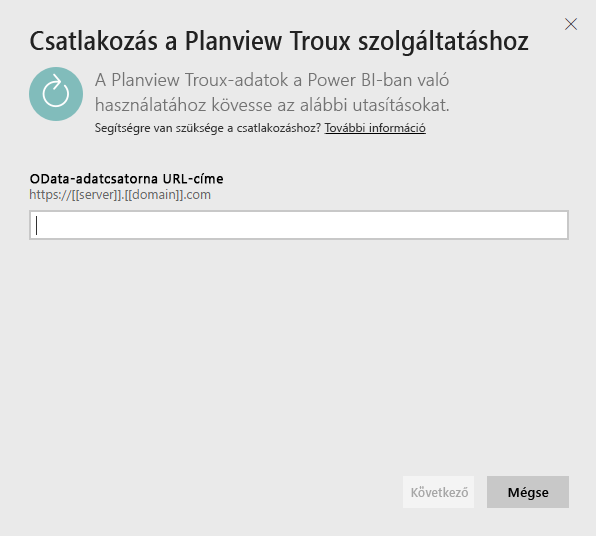 Csatlakozás a Planview Troux szolgáltatáshoz
A Planview Troux-adatok a Power BI-ban való
használatához kövesse az alábbi utasításokat.
Segítségre van szüksége a csatlakozáshoz? További információ
OData-adatcsatorna URL-címe
https://[[server]].[[domain]].com
Következő
Mégse